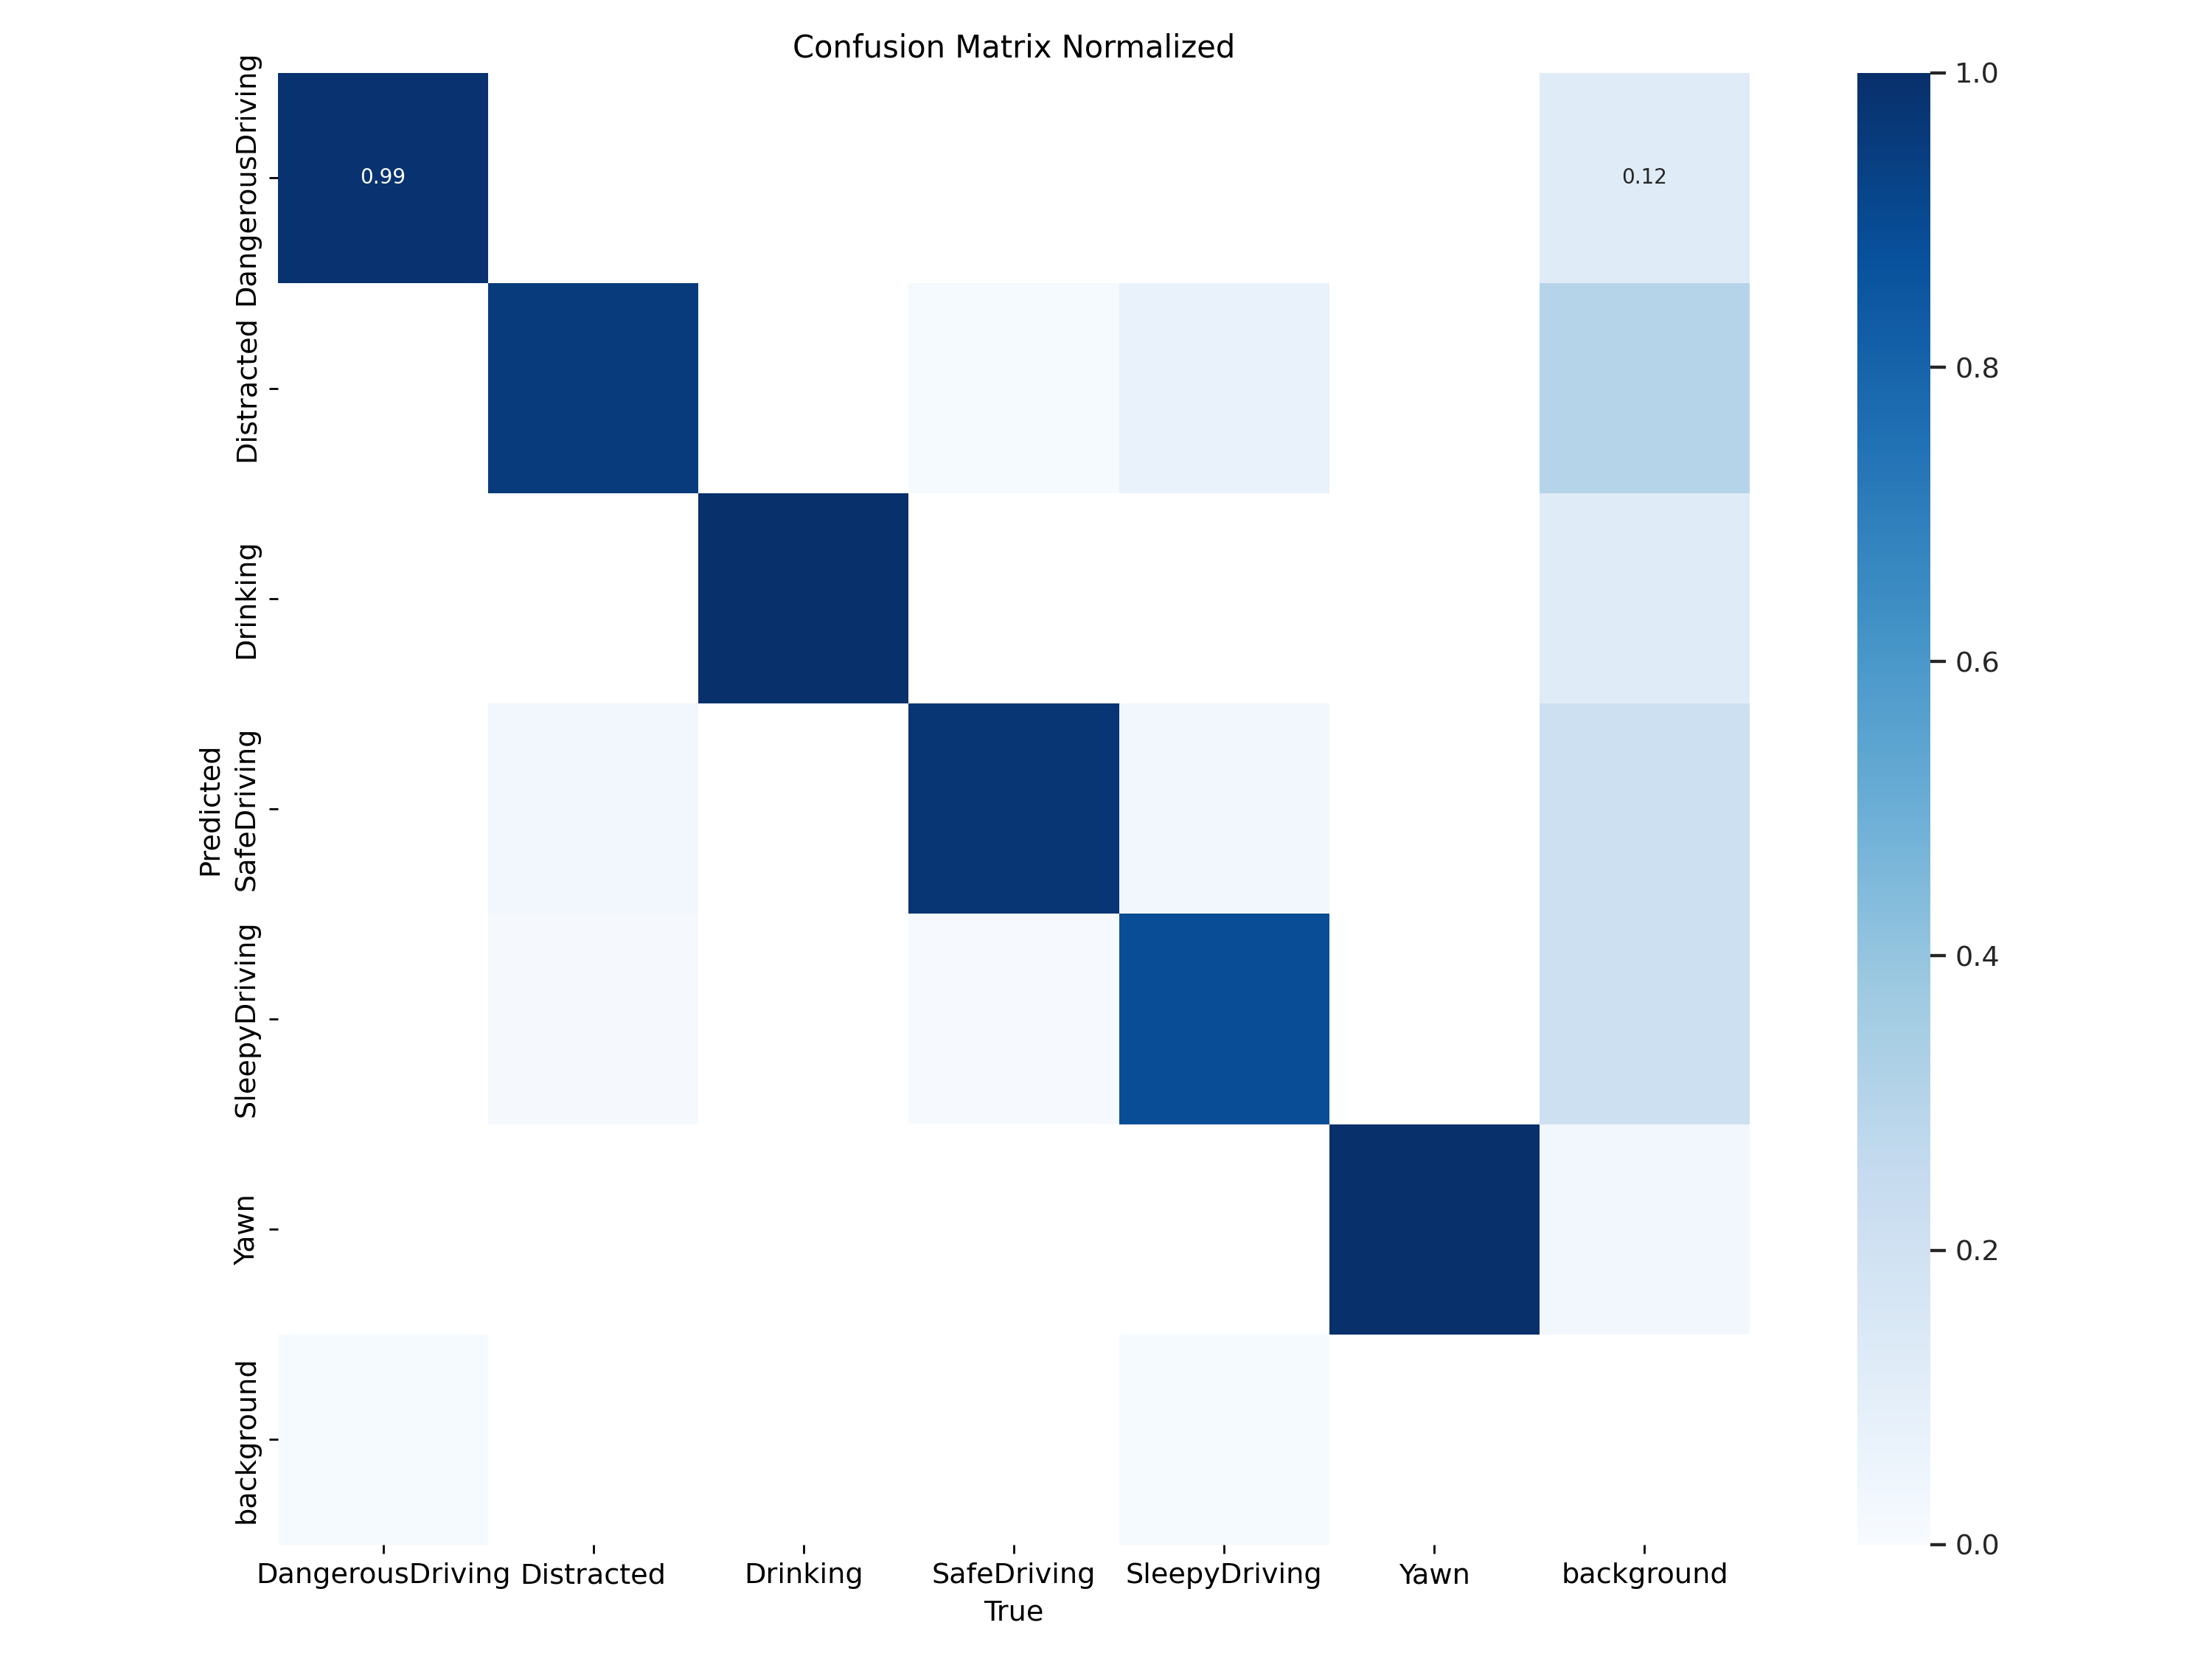 Confusion Matrix Normalized
DangerousDriving
Distracted
Drinking
SafeDriving
SleepyDriving
Yawn
background
Predicted
0.99
0.12
DangerousDriving
Distracted
Drinking
SafeDriving
SleepyDriving
Yawn
background
True
1.0
0.8
0.6
0.4
0.2
0.0